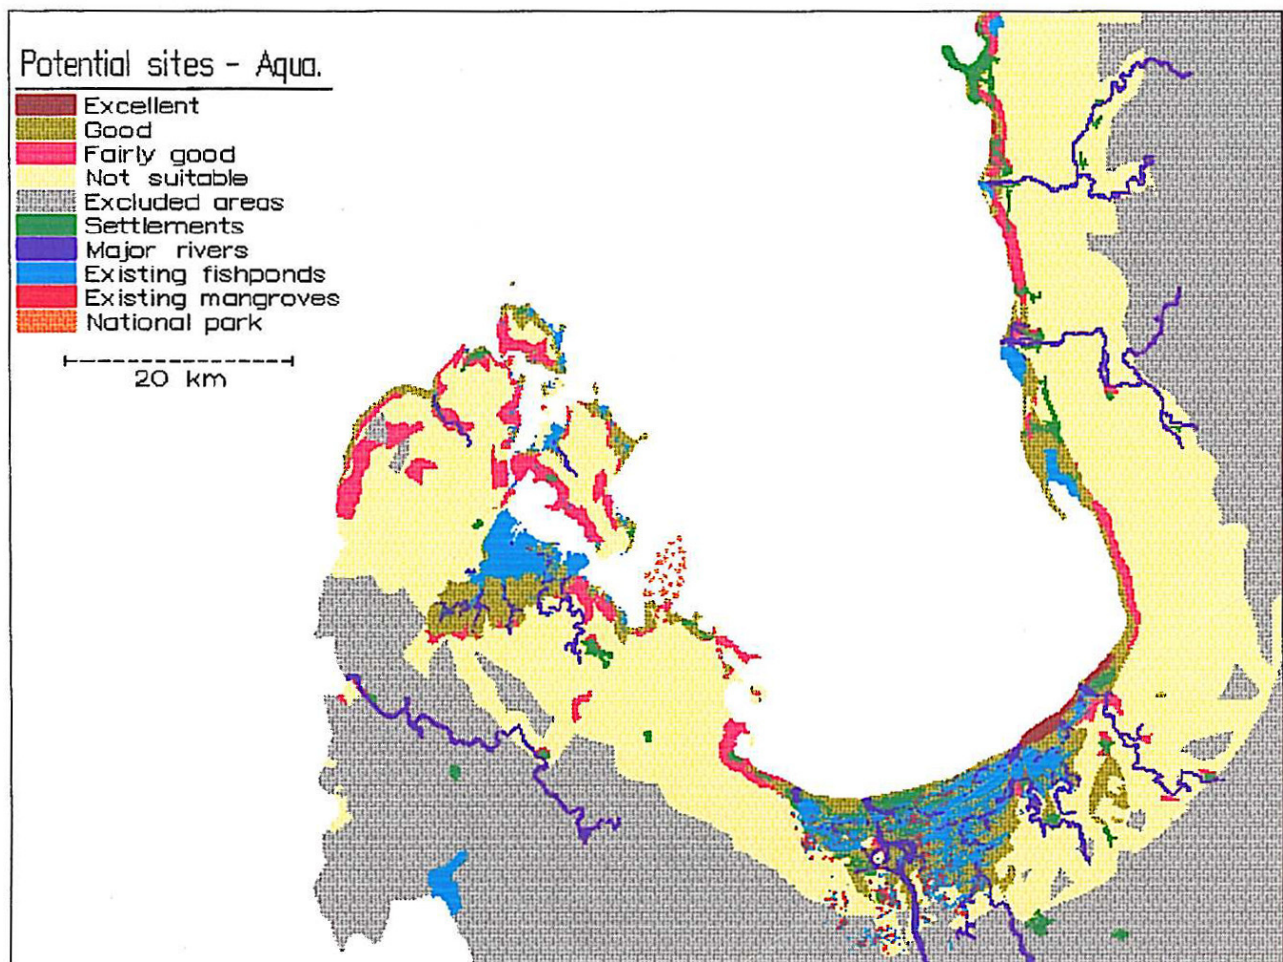 Potential sites - Aqua.
Excellent
Good
Fairly good
Not suitable
Excluded areas
Settlements
Major rivers
Existing fishponds
Existing mangroves
National park
20 km